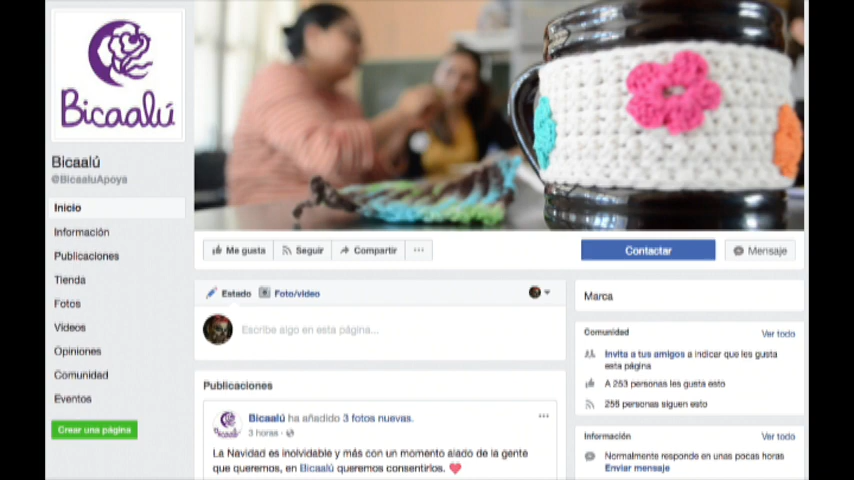 Bicaalú
Bicaalú
@BicaaluApoya
Inicio
Información
Publicaciones
Tienda
Fotos
Videos
Opiniones
Comunidad
Eventos
Crear una página
Me gusta
Seguir
Compartir
Contactar
Mensaje
Estado
Foto/video
Escribe algo en esta página...
Publicaciones
Bicaalú ha añadido 3 fotos nuevas.
3 horas
Bicaalú
La Navidad es inolvidable y más con un momento alado de la gente
que queremos, en Bicaalú queremos consentirlos.
Marca
Comunidad
Ver todo
Invita a tus amigos a indicar que les gusta
esta página
A 253 personas les gusta esto
255 personas siguen esto
Información
Ver todo
Normalmente responde en unas pocas horas
Enviar mensaje